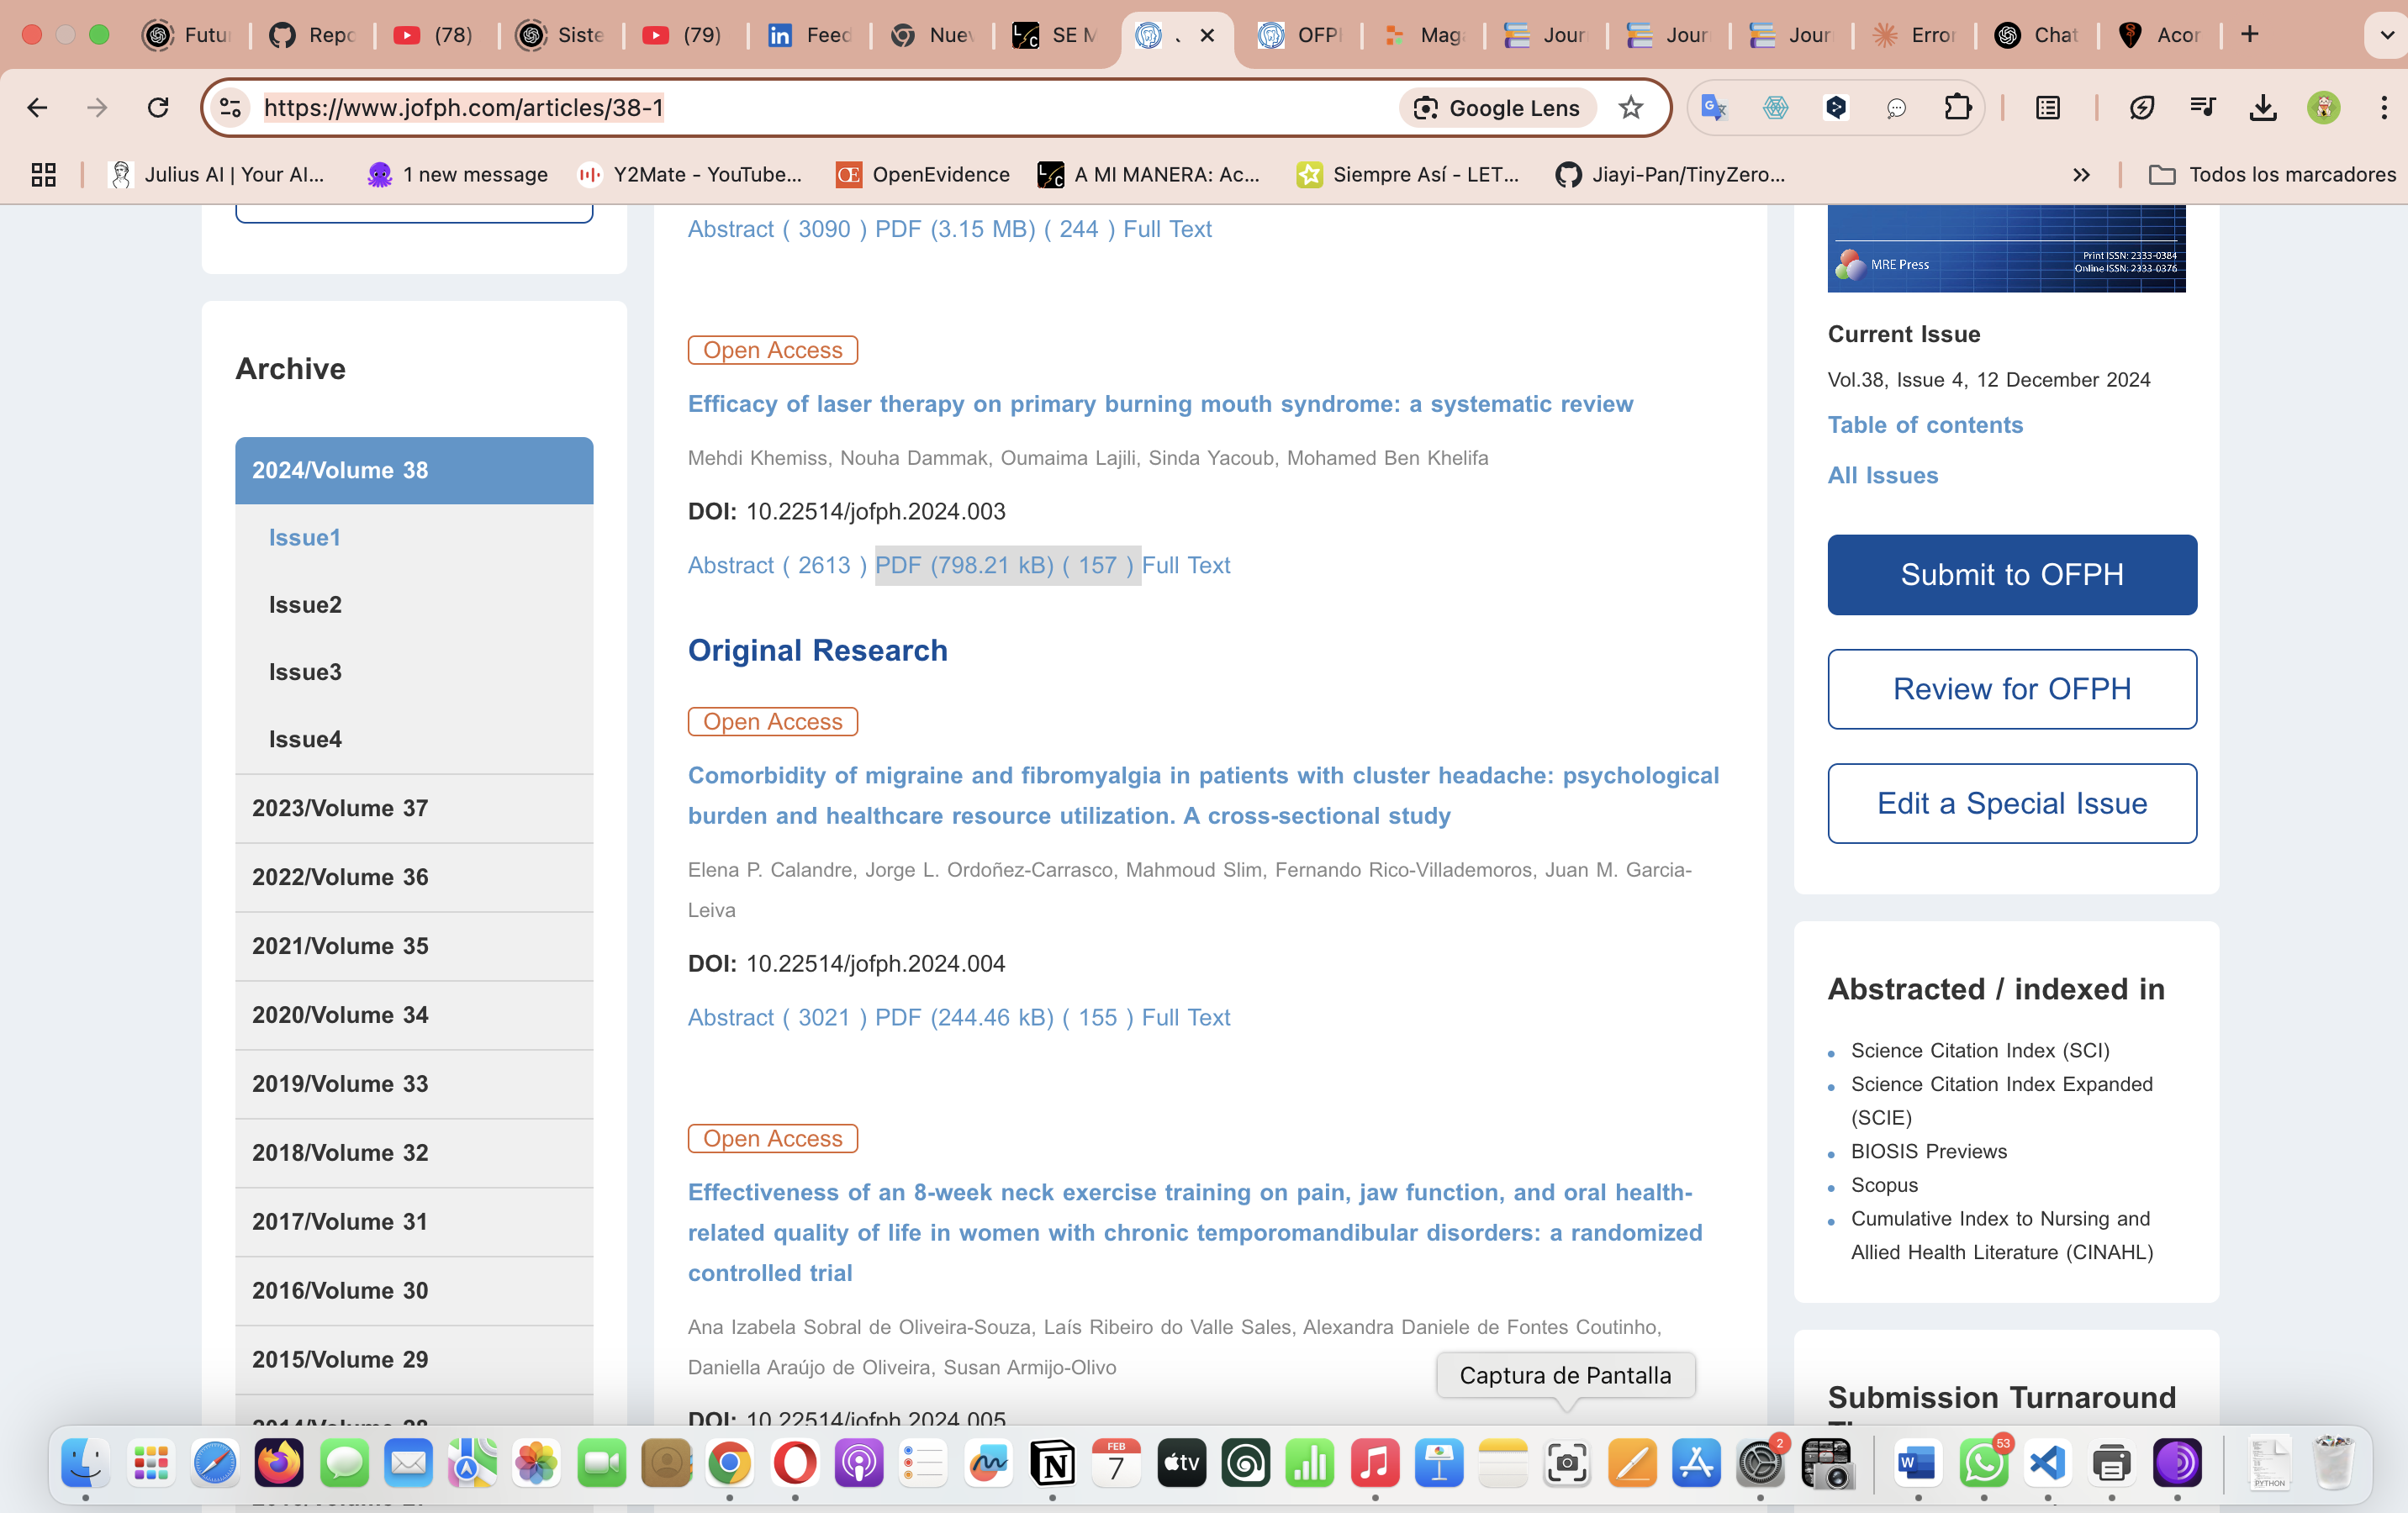 Futu
Repo
(78)
Siste
(79)
Feed
Nuev
SE M
OFP
Mag
Jour
Jour
Jour
Error
Chat
Acor
https://www.jofph.com/articles/38-1
Google Lens
Julius AI | Your AI...
1 new message
Y2Mate - YouTube...
OpenEvidence
A MI MANERA: Ac...
Siempre Así - LET...
Jiayi-Pan/TinyZero...
Todos los marcadores
Archive
2024/Volume 38
Issue1
Issue2
Issue3
Issue4
2023/Volume 37
2022/Volume 36
2021/Volume 35
2020/Volume 34
2019/Volume 33
2018/Volume 32
2017/Volume 31
2016/Volume 30
2015/Volume 29
Abstract ( 3090 ) PDF (3.15 MB) ( 244 ) Full Text
Open Access
Efficacy of laser therapy on primary burning mouth syndrome: a systematic review
Mehdi Khemiss, Nouha Dammak, Oumaima Lajili, Sinda Yacoub, Mohamed Ben Khelifa
DOI: 10.22514/jofph.2024.003
Abstract ( 2613 ) PDF (798.21 kB) ( 157 ) Full Text
Original Research
Open Access
Comorbidity of migraine and fibromyalgia in patients with cluster headache: psychological
burden and healthcare resource utilization. A cross-sectional study
Elena P. Calandre, Jorge L. Ordoñez-Carrasco, Mahmoud Slim, Fernando Rico-Villademoros, Juan M. Garcia-
Leiva
DOI: 10.22514/jofph.2024.004
Abstract ( 3021 ) PDF (244.46 kB) ( 155 ) Full Text
Open Access
Effectiveness of an 8-week neck exercise training on pain, jaw function, and oral health-
related quality of life in women with chronic temporomandibular disorders: a randomized
controlled trial
Ana Izabela Sobral de Oliveira-Souza, Laís Ribeiro do Valle Sales, Alexandra Daniele de Fontes Coutinho,
Daniella Araújo de Oliveira, Susan Armijo-Olivo
DOI: 10.22514/jofph.2024.005
MRE Press
Print ISSN: 2333-0384
Online ISSN: 2333-0376
Current Issue
Vol.38, Issue 4, 12 December 2024
Table of contents
All Issues
Submit to OFPH
Review for OFPH
Edit a Special Issue
Abstracted / indexed in
Science Citation Index (SCI)
Science Citation Index Expanded
(SCIE)
BIOSIS Previews
Scopus
Cumulative Index to Nursing and
Allied Health Literature (CINAHL)
Submission Turnaround
Captura de Pantalla
FEB
7
tv
2
53
PYTHON